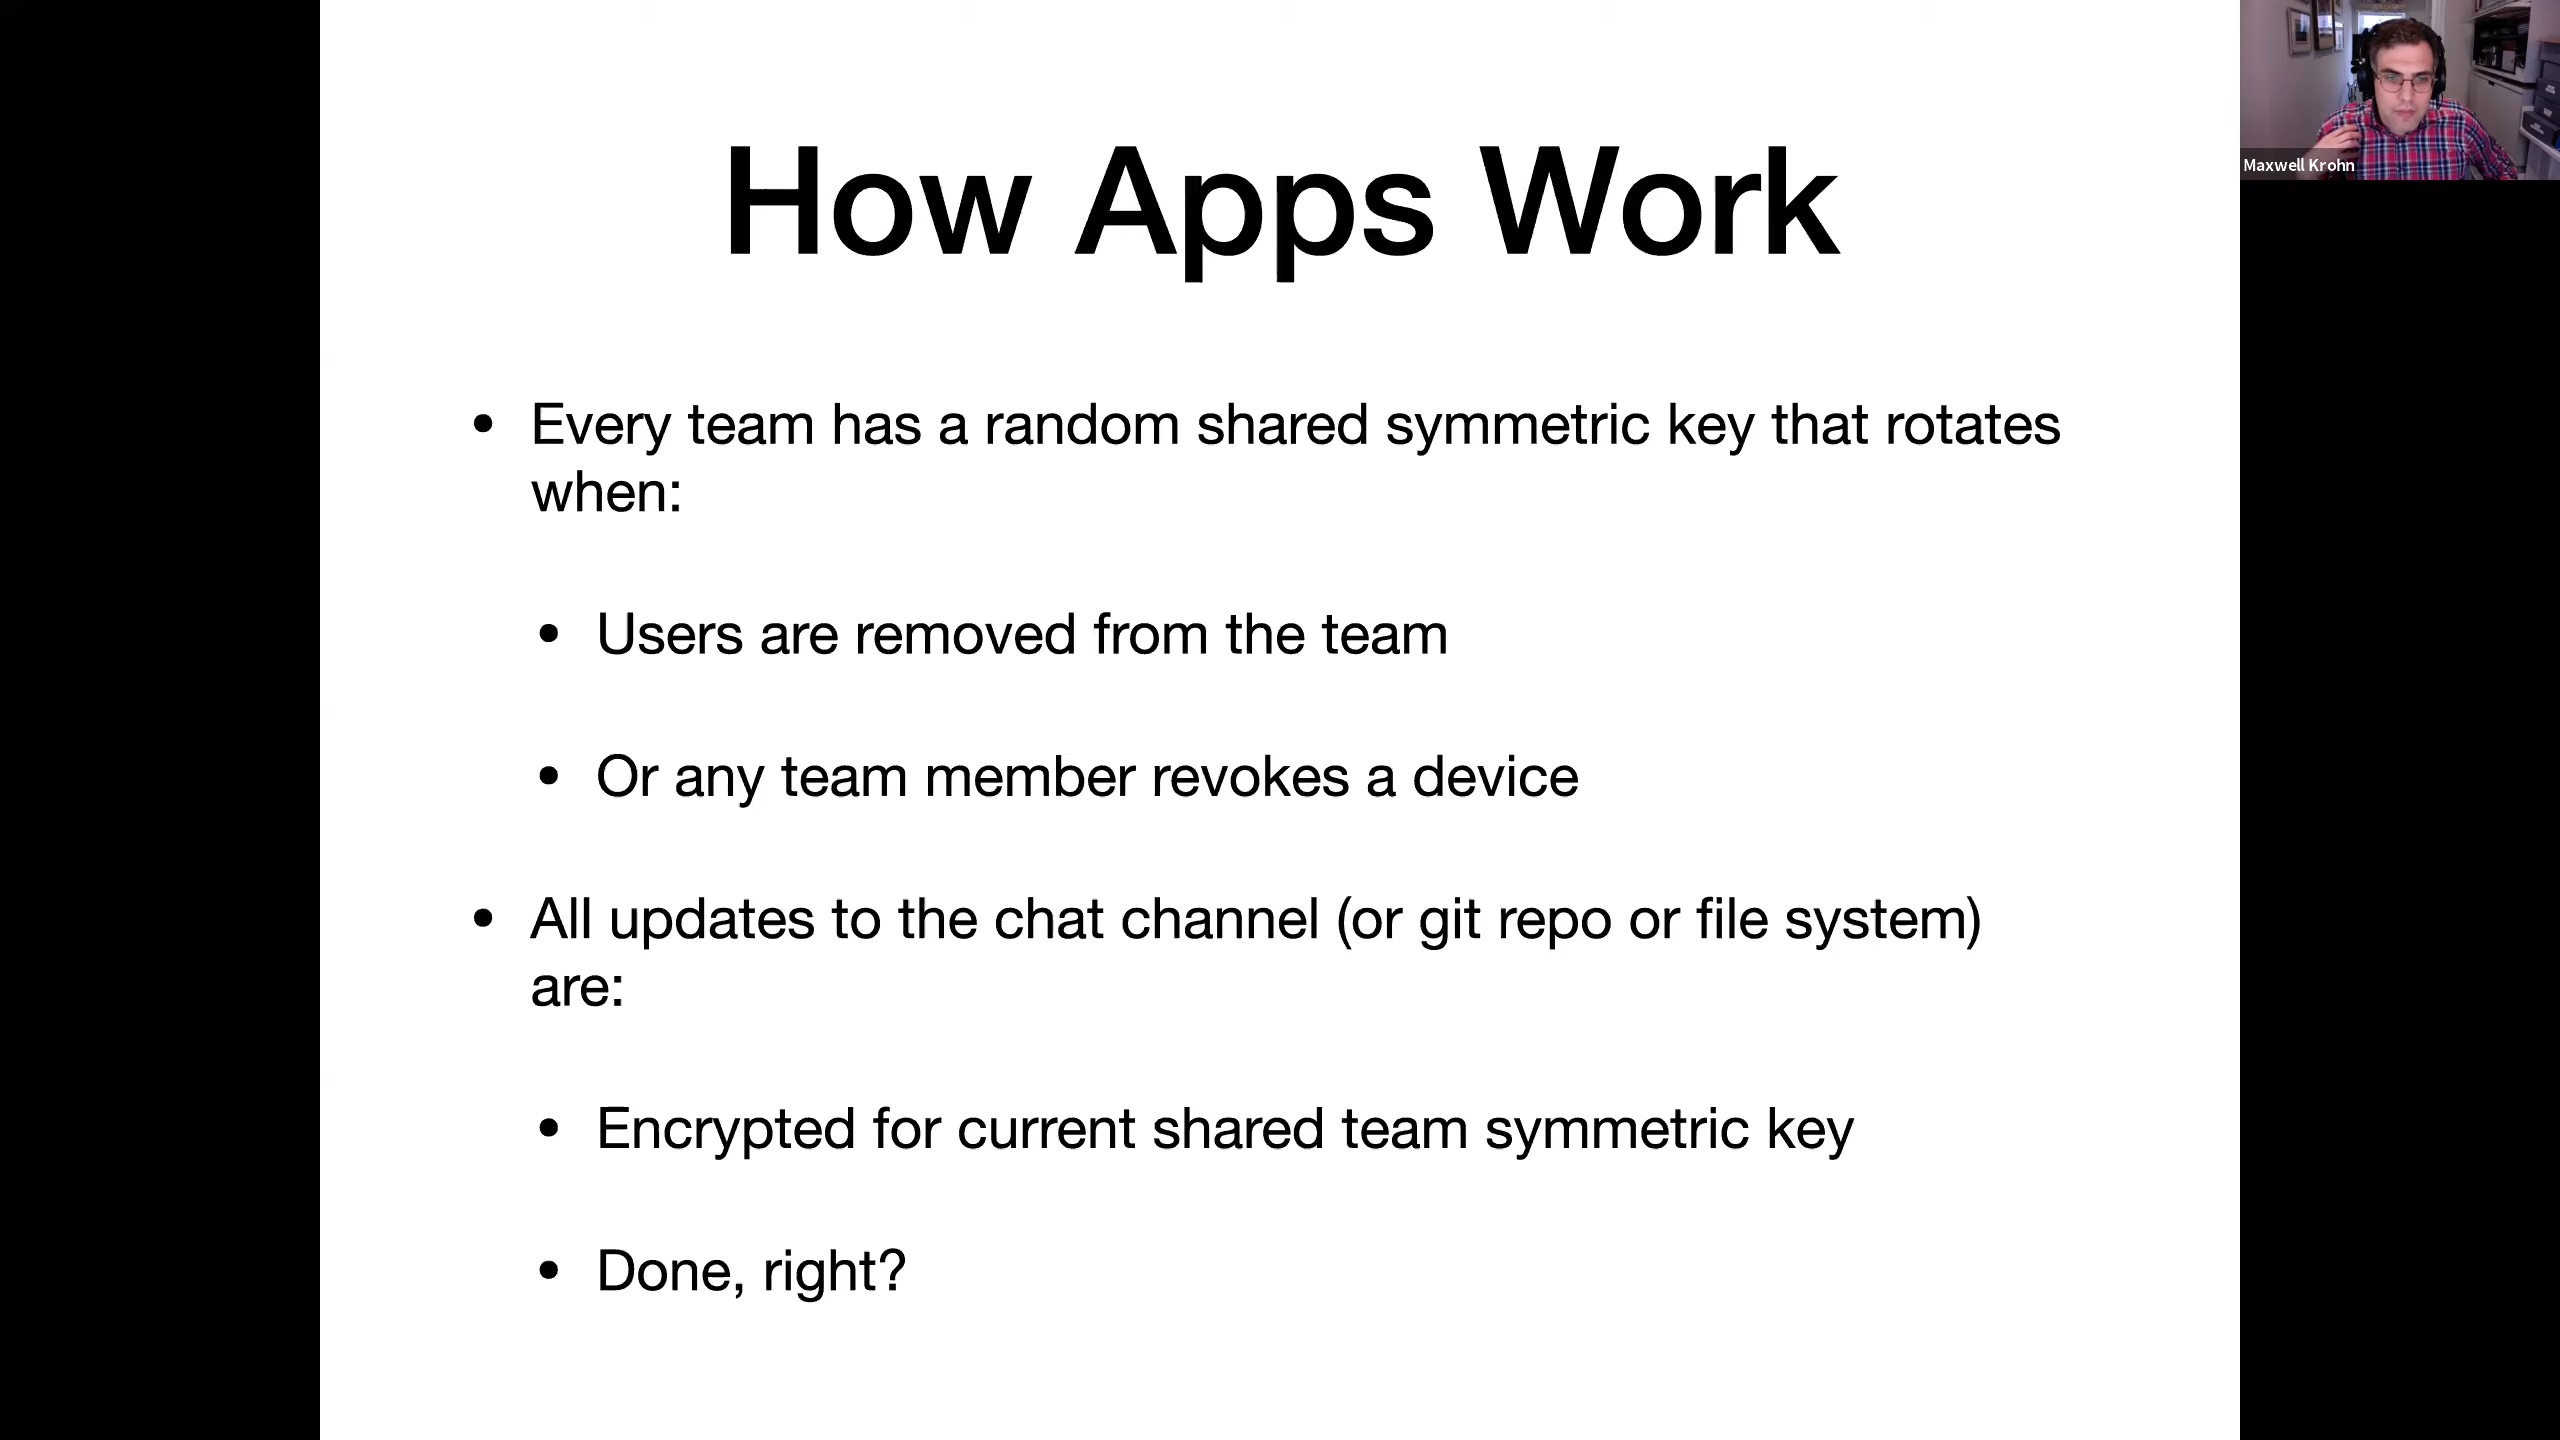 How Apps Work
Maxwell Krohn
• Every team has a random shared symmetric key that rotates
when:
• Users are removed from the team
• Or any team member revokes a device
• All updates to the chat channel (or git repo or file system)
are:
• Encrypted for current shared team symmetric key
• Done, right?